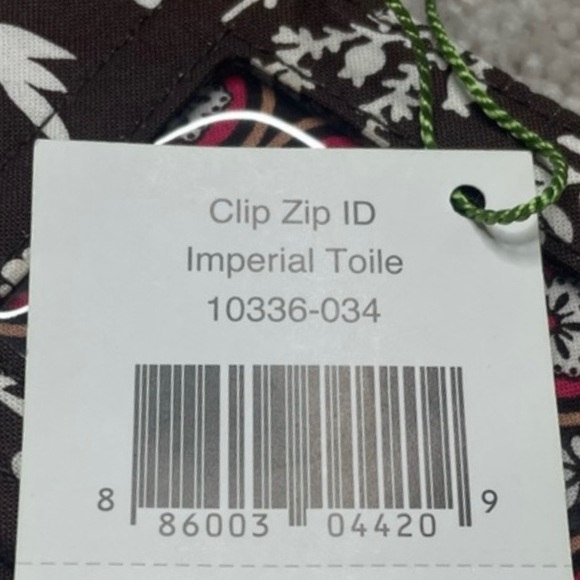 Clip Zip ID
Imperial Toile
10336-034
8 86003 04420 9